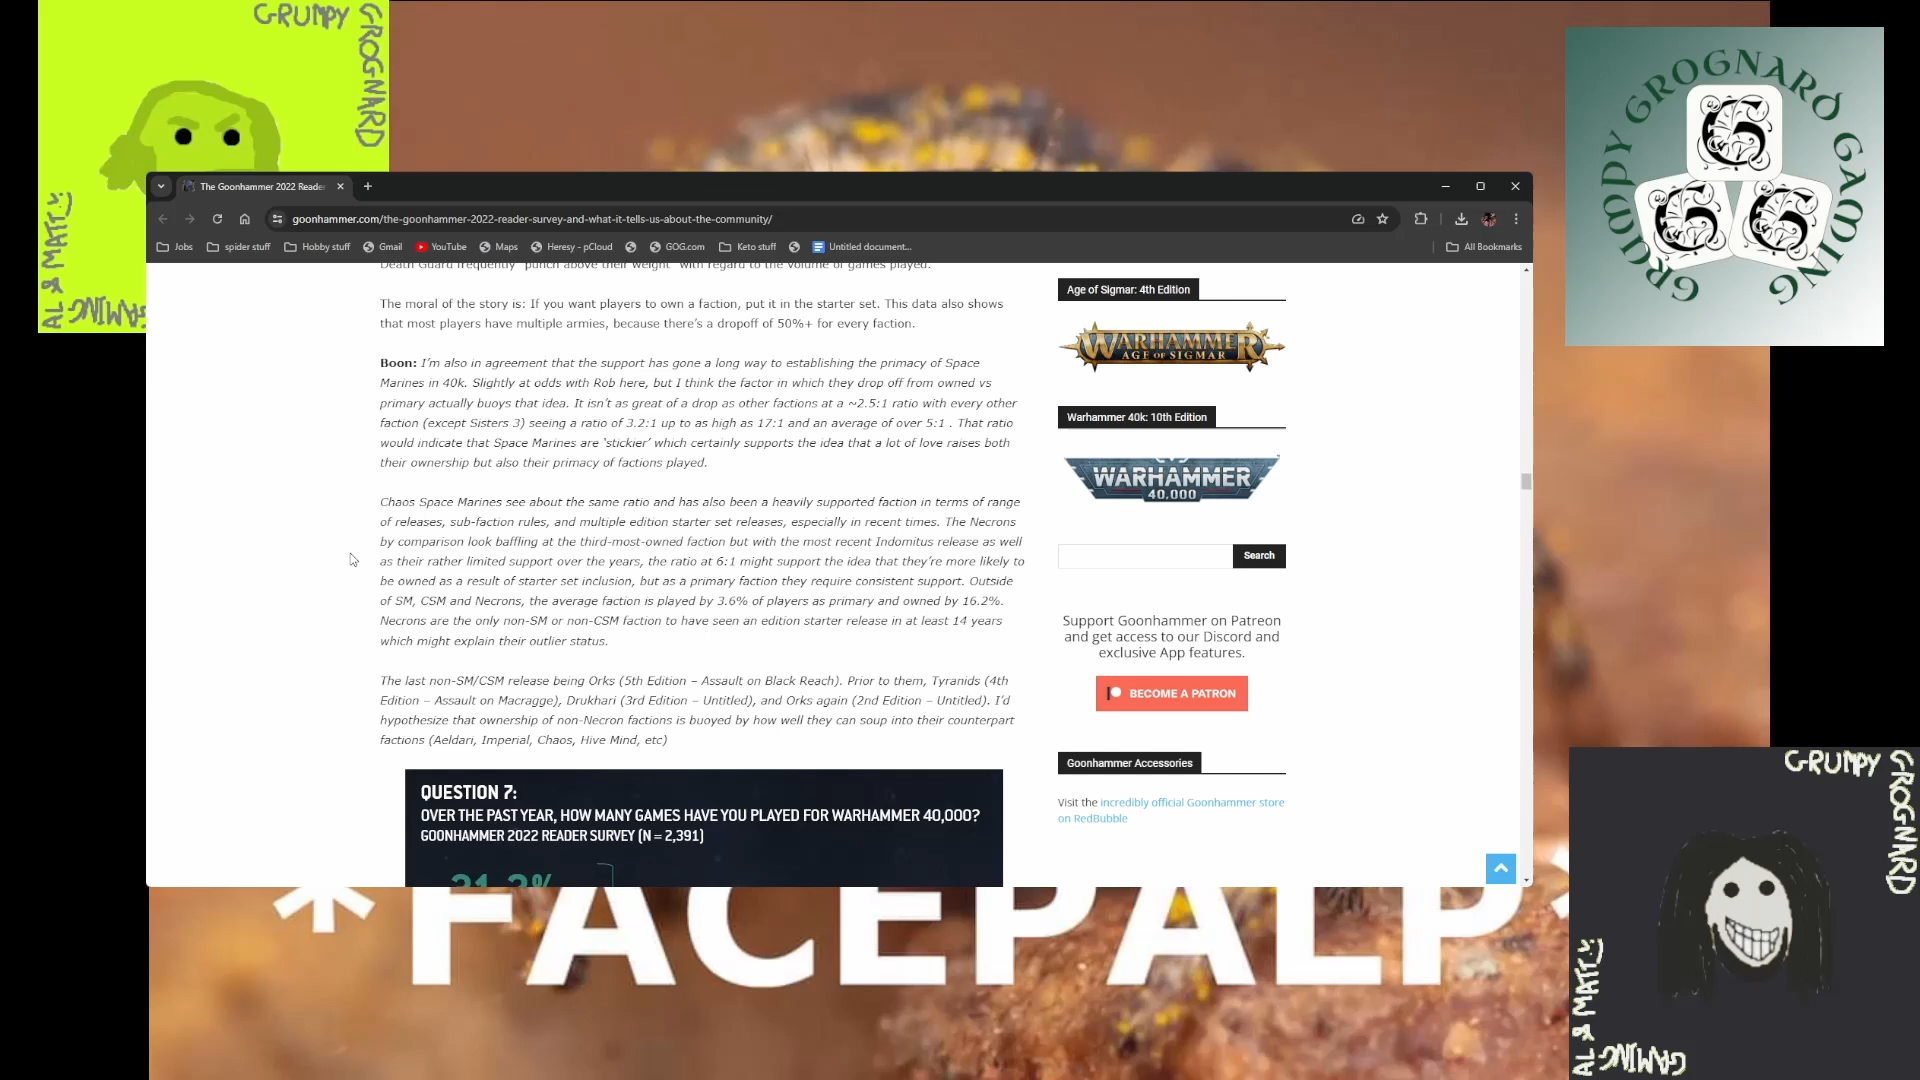 GRUMPY
GROGNARD
GAMING
AL & MATT
GRUMPY GROGNARD GAMING
G
G
G
The Goonhammer 2022 Reader
goonhammer.com/the-goonhammer-2022-reader-survey-and-what-it-tells-us-about-the-community/
Jobs
spider stuff
Hobby stuff
Gmail
YouTube
Maps
Heresy - pCloud
GOG.com
Keto stuff
Untitled document...
All Bookmarks
Death Guard frequently "punch above their weight" with regard to the volume of games played.
The moral of the story is: If you want players to own a faction, put it in the starter set. This data also shows
that most players have multiple armies, because there's a dropoff of 50%+ for every faction.
Boon: I'm also in agreement that the support has gone a long way to establishing the primacy of Space
Marines in 40k. Slightly at odds with Rob here, but I think the factor in which they drop off from owned vs
primary actually buoys that idea. It isn't as great of a drop as other factions at a ~2.5:1 ratio with every other
faction (except Sisters 3) seeing a ratio of 3.2:1 up to as high as 17:1 and an average of over 5:1 . That ratio
would indicate that Space Marines are 'stickier' which certainly supports the idea that a lot of love raises both
their ownership but also their primacy of factions played.
Chaos Space Marines see about the same ratio and has also been a heavily supported faction in terms of range
of releases, sub-faction rules, and multiple edition starter set releases, especially in recent times. The Necrons
by comparison look baffling at the third-most-owned faction but with the most recent Indomitus release as well
as their rather limited support over the years, the ratio at 6:1 might support the idea that they're more likely to
be owned as a result of starter set inclusion, but as a primary faction they require consistent support. Outside
of SM, CSM and Necrons, the average faction is played by 3.6% of players as primary and owned by 16.2%.
Necrons are the only non-SM or non-CSM faction to have seen an edition starter release in at least 14 years
which might explain their outlier status.
The last non-SM/CSM release being Orks (5th Edition – Assault on Black Reach). Prior to them, Tyranids (4th
Edition – Assault on Macragge), Drukhari (3rd Edition – Untitled), and Orks again (2nd Edition – Untitled). I'd
hypothesize that ownership of non-Necron factions is buoyed by how well they can soup into their counterpart
factions (Aeldari, Imperial, Chaos, Hive Mind, etc)
QUESTION 7:
OVER THE PAST YEAR, HOW MANY GAMES HAVE YOU PLAYED FOR WARHAMMER 40,000?
GOONHAMMER 2022 READER SURVEY (N = 2,391)
Age of Sigmar: 4th Edition
WARHAMMER
AGE OF SIGMAR
Warhammer 40k: 10th Edition
WARHAMMER
40,000
Search
Support Goonhammer on Patreon
and get access to our Discord and
exclusive App features.
BECOME A PATRON
Goonhammer Accessories
Visit the incredibly official Goonhammer store
on RedBubble
*FACEPALP*
GRUMPY
GROGNARD
GAMING
AL & MATT